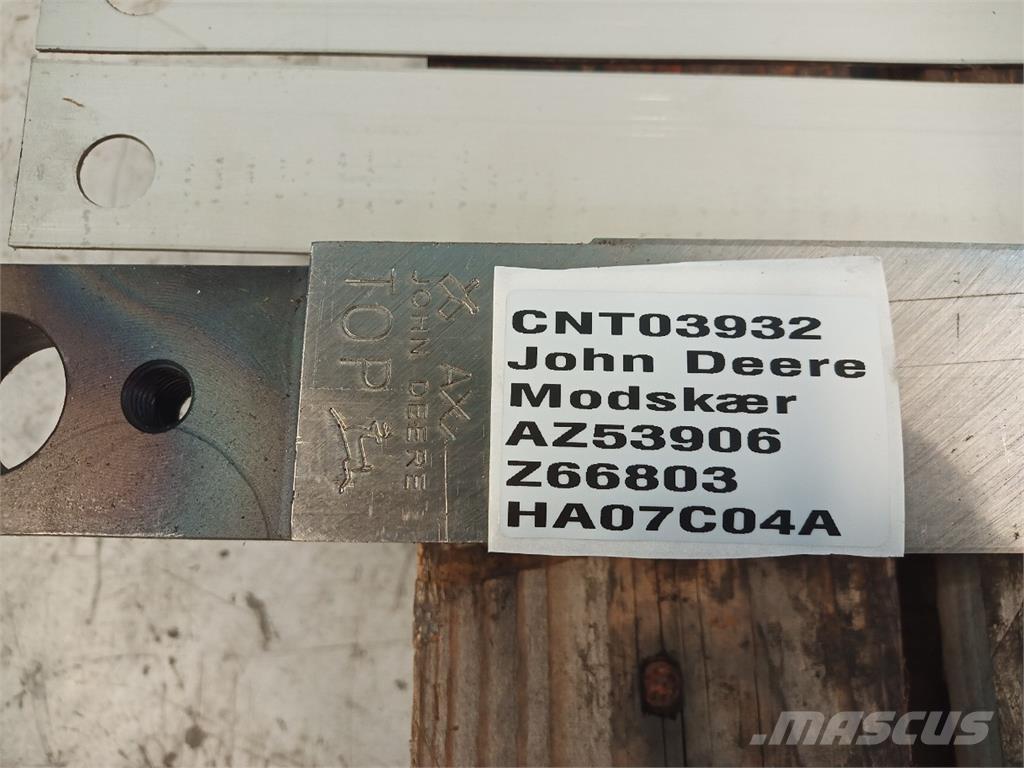 CNT03932
John Deere
Modskær
AZ53906
Z66803
HA07C04A
TOP
JOHN DEERE
MASCUS